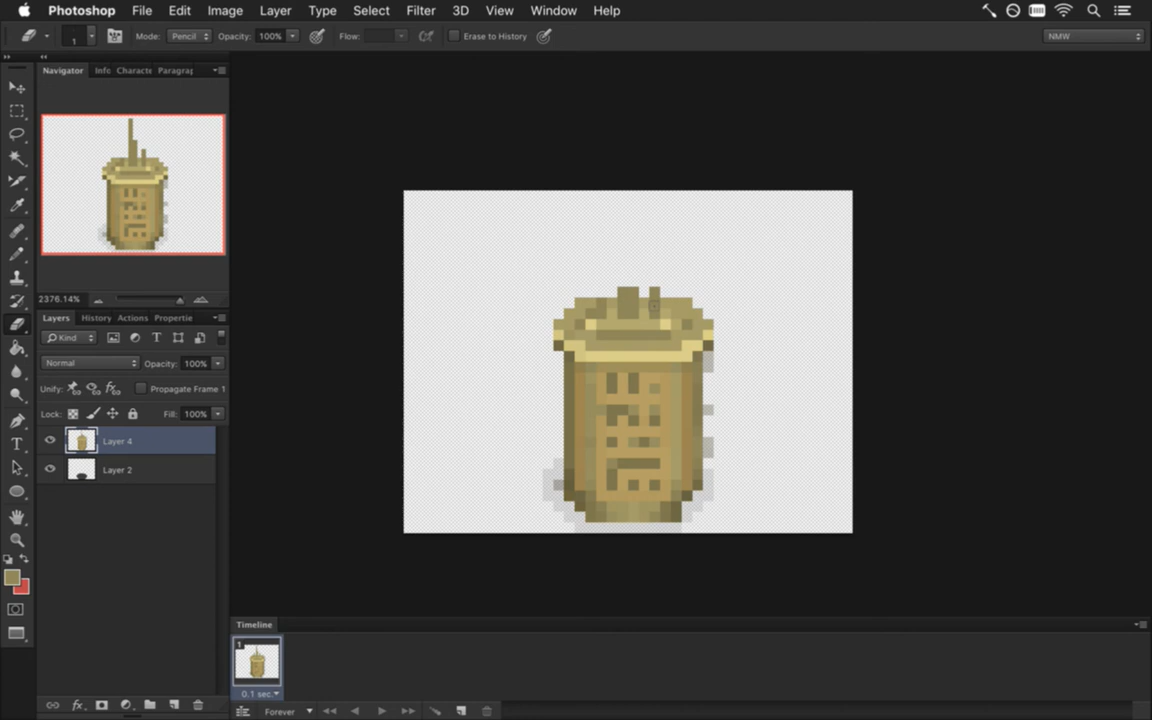 Photoshop File Edit Image Layer Type Select Filter 3D View Window Help
1 Mode: Pencil Opacity: 100% Flow: Erase to History NMW
Navigator Info Characte Paragrap
2376.14%
Layers History Actions Propertie
Kind
Normal Opacity: 100%
Unify: Propagate Frame 1
Lock: Fill: 100%
Layer 4
Layer 2
Timeline
1
0.1 sec.
Forever